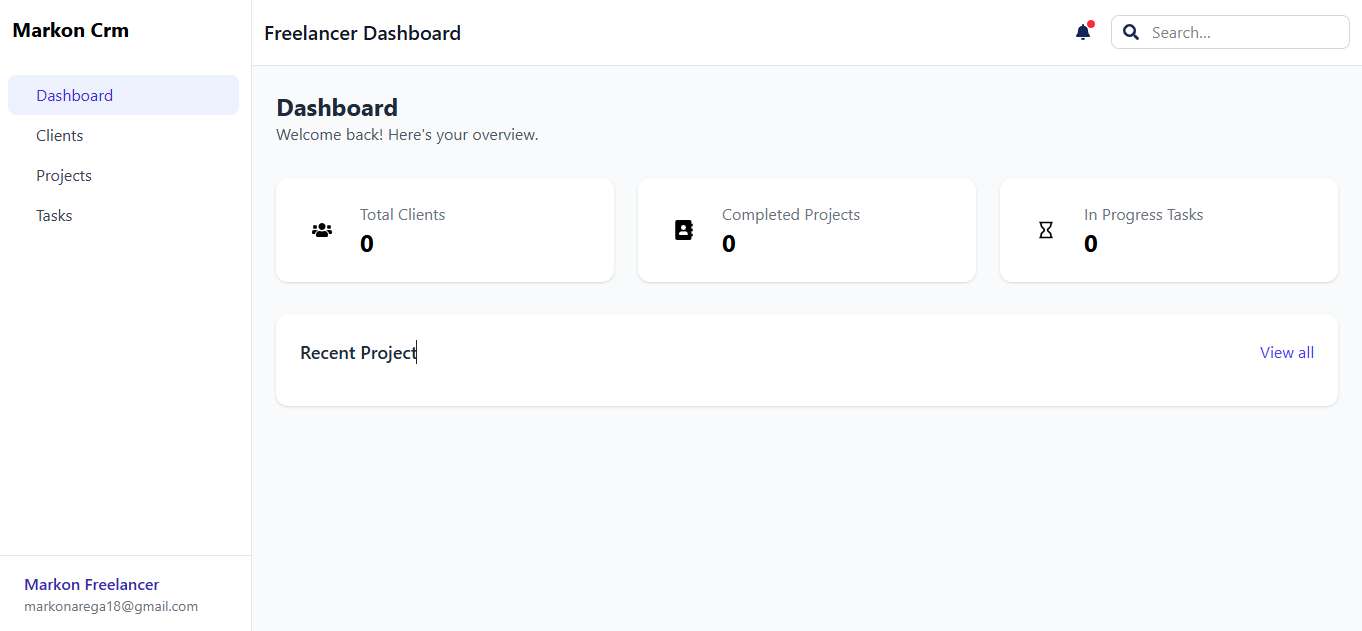 Markon Crm
Freelancer Dashboard
Search...
Dashboard
Clients
Projects
Tasks
Dashboard
Welcome back! Here's your overview.
Total Clients
0
Completed Projects
0
In Progress Tasks
0
Recent Project
View all
Markon Freelancer
markonarega18@gmail.com